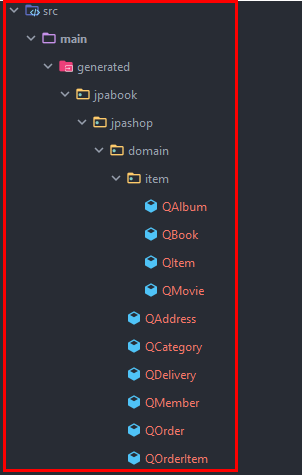 src
main
generated
jpabook
jpashop
domain
item
QAlbum
QBook
QItem
QMovie
QAddress
QCategory
QDelivery
QMember
QOrder
QOrderItem